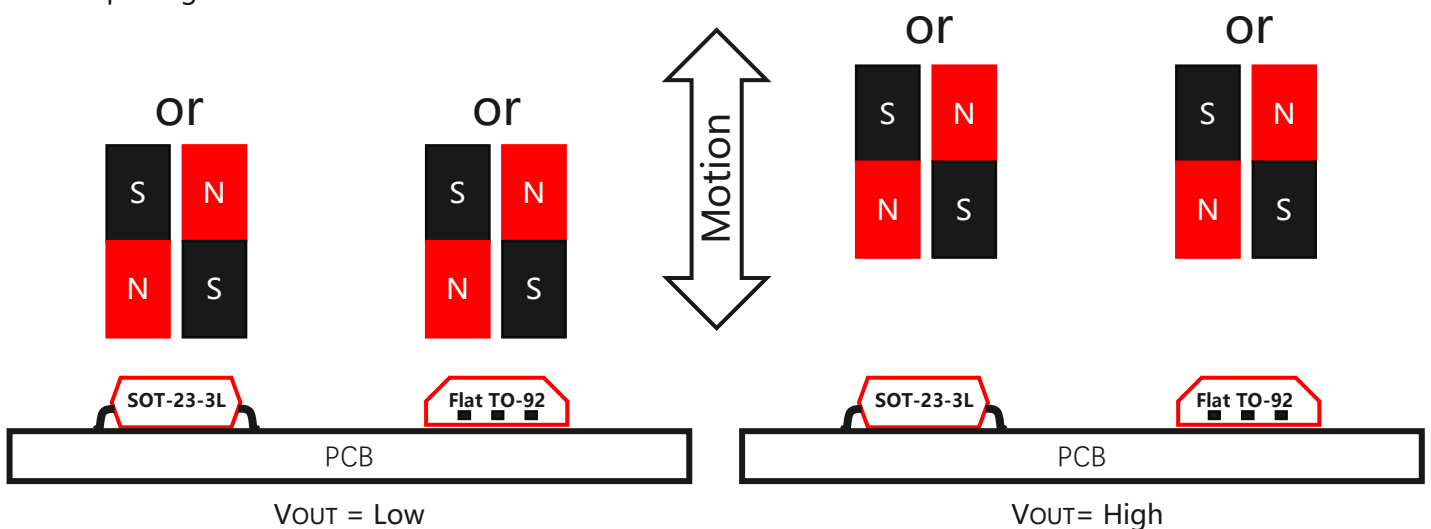 or or
or or
S N S N
S N S N
N S N S
N S N S
Motion
SOT-23-3L Flat TO-92 SOT-23-3L Flat TO-92
PCB PCB
VOUT = Low VOUT= High